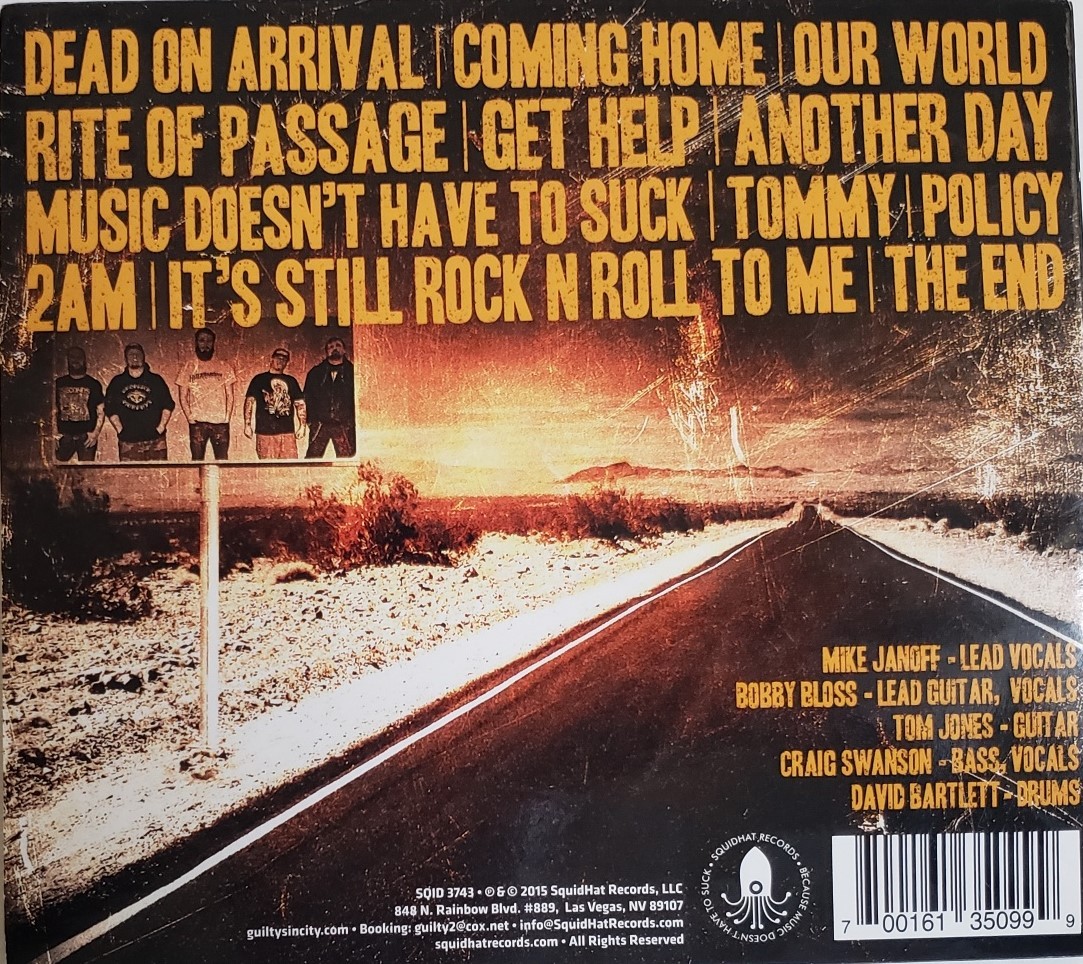 DEAD ON ARRIVAL | COMING HOME | OUR WORLD
RITE OF PASSAGE | GET HELP | ANOTHER DAY
MUSIC DOESN'T HAVE TO SUCK | TOMMY | POLICY
2AM | IT'S STILL ROCK N ROLL TO ME | THE END
MIKE JANOFF - LEAD VOCALS
BOBBY BLOSS - LEAD GUITAR, VOCALS
TOM JONES - GUITAR
CRAIG SWANSON - BASS, VOCALS
DAVID BARTLETT - DRUMS
SQID 3743 • ℗ & © 2015 SquidHat Records, LLC
848 N. Rainbow Blvd. #889, Las Vegas, NV 89107
guiltysincity.com • Booking: guilty2@cox.net • info@SquidHatRecords.com
squidhatrecords.com • All Rights Reserved
SQUIDHAT RECORDS • BECAUSE MUSIC DOESN'T HAVE TO SUCK •
7 00161 35099 9